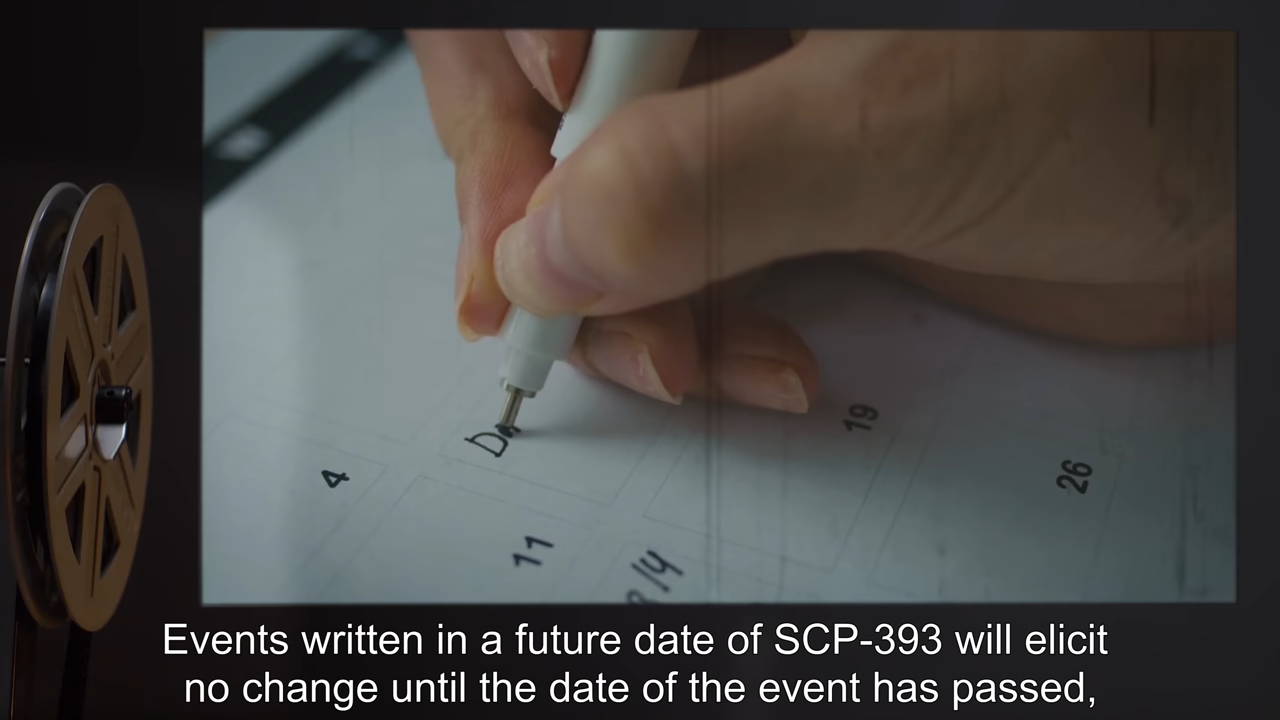 D
4
11
19
26
/14
Events written in a future date of SCP-393 will elicit
no change until the date of the event has passed,